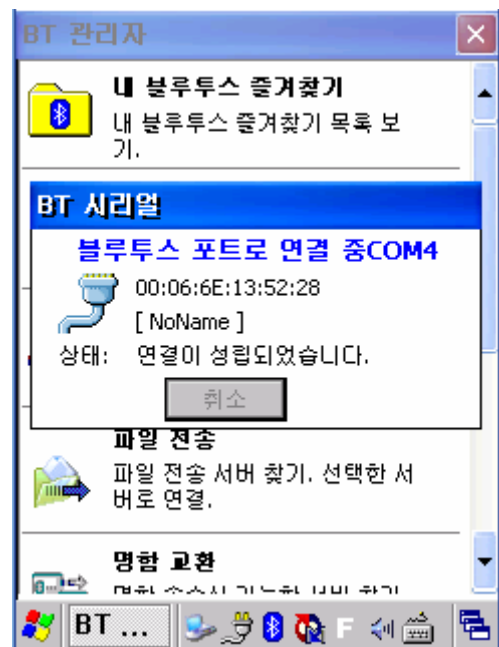 BT 관리자
내 블루투스 즐겨찾기
내 블루투스 즐겨찾기 목록 보
기.
BT 시리얼
블루투스 포트로 연결 중COM4
00:06:6E:13:52:28
[ NoName ]
상태: 연결이 성립되었습니다.
취소
파일 전송
파일 전송 서버 찾기. 선택한 서
버로 연결.
명함 교환
BT ...
F